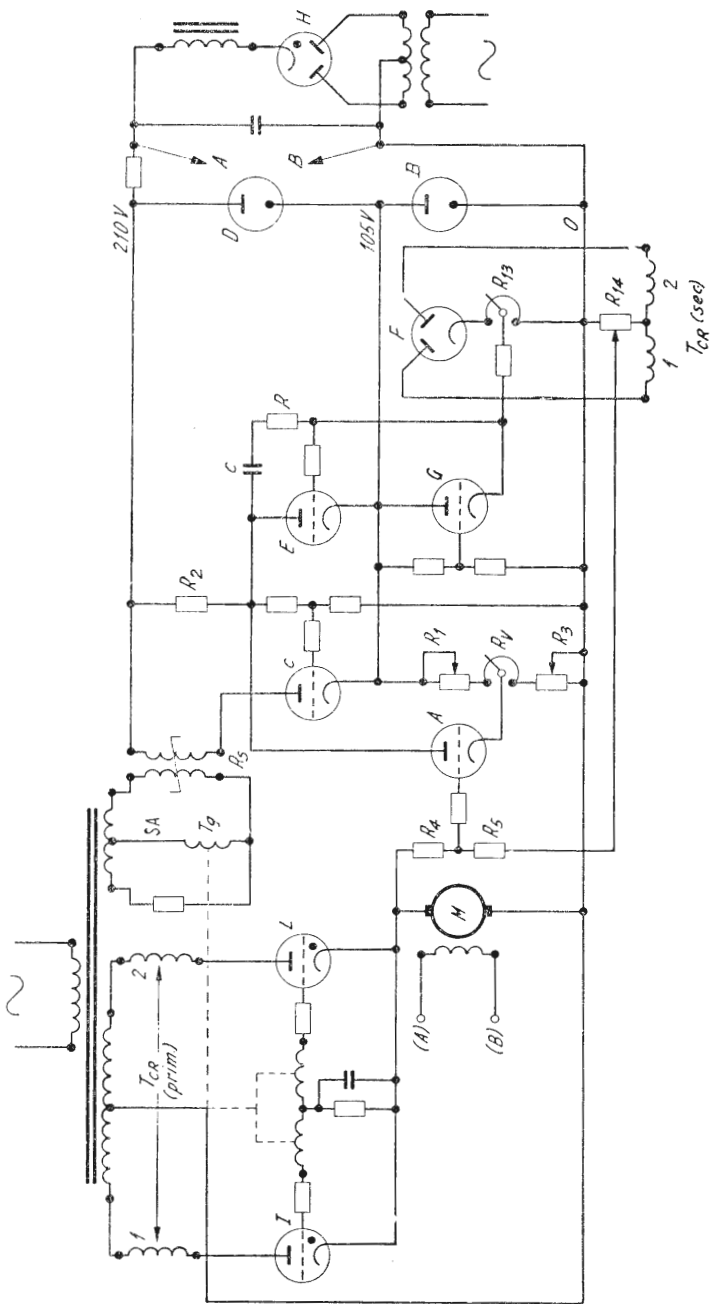 H
A
B
210V
D
105V
B
0
F
R13
R14
1
2
TCR (sec)
R
C
E
G
R2
C
R1
RV
R3
A
RS
SA
Tg
R4
R5
M
(A)
(B)
L
2
TCR
(prim)
I
1